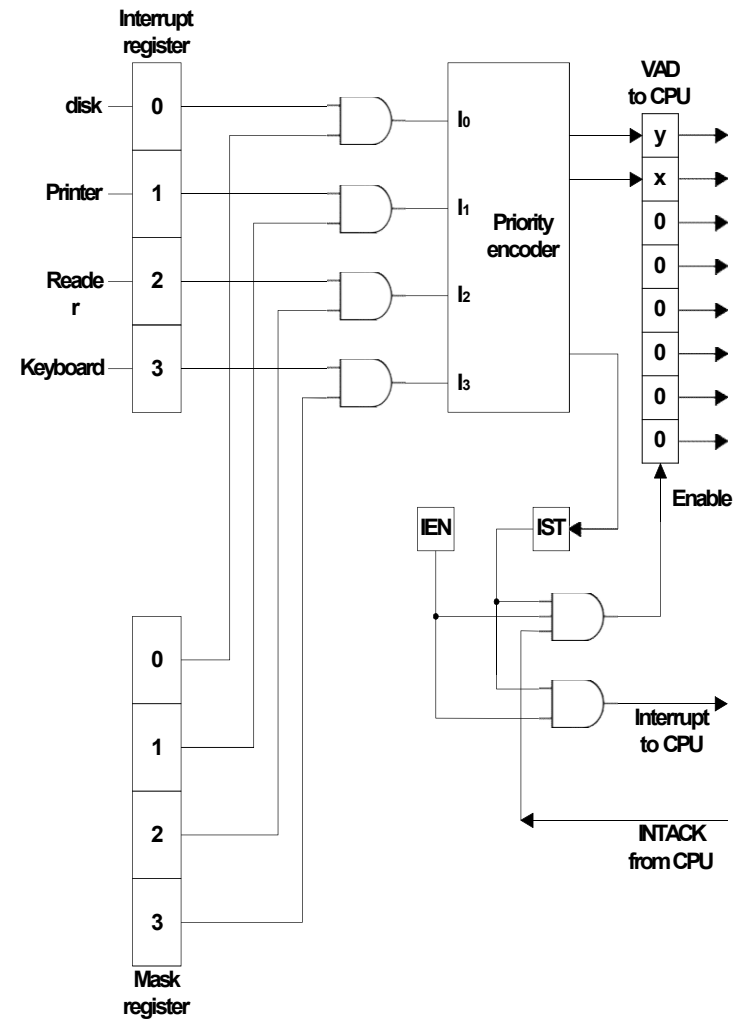 Interrupt
register
VAD
to CPU
disk
0
I0
y
x
Printer
1
I1
Priority
encoder
0
0
Reade
r
2
I2
0
0
Keyboard
3
I3
0
0
Enable
IEN
IST
0
Interrupt
to CPU
1
2
INTACK
from CPU
3
Mask
register